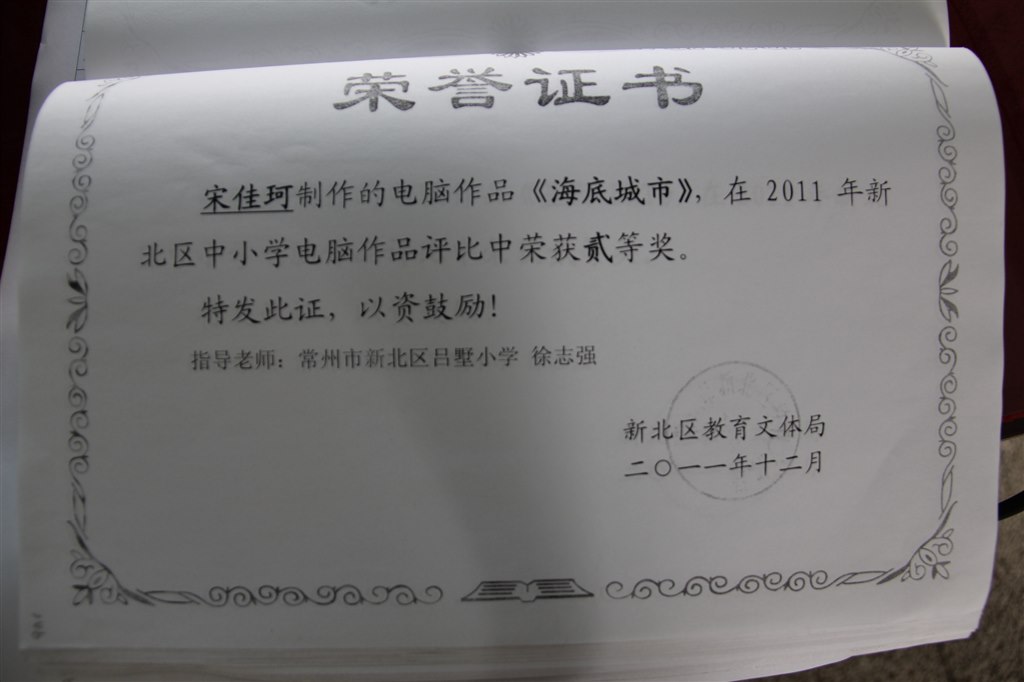 荣誉证书
宋佳珂制作的电脑作品《海底城市》，在 2011 年新
北区中小学电脑作品评比中荣获贰等奖。
特发此证，以资鼓励！
指导老师：常州市新北区吕墅小学 徐志强
新北区教育文体局
二〇一一年十二月